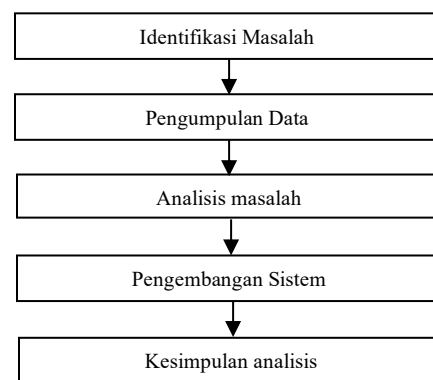 Identifikasi Masalah
Pengumpulan Data
Analisis masalah
Pengembangan Sistem
Kesimpulan analisis